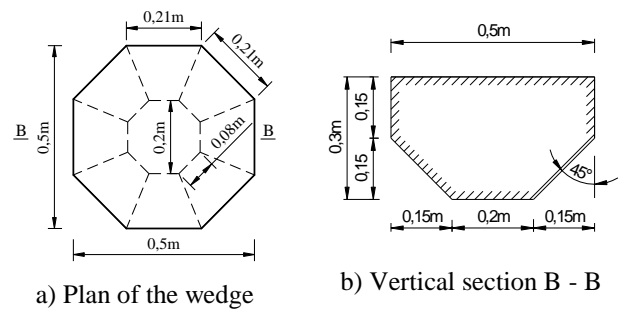 0,21m
0,21m
B
0,5m
0,2m
0,08m
B
0,5m
a) Plan of the wedge
0,5m
0,3m
0,15
0,15
45°
0,15m
0,2m
0,15m
b) Vertical section B - B